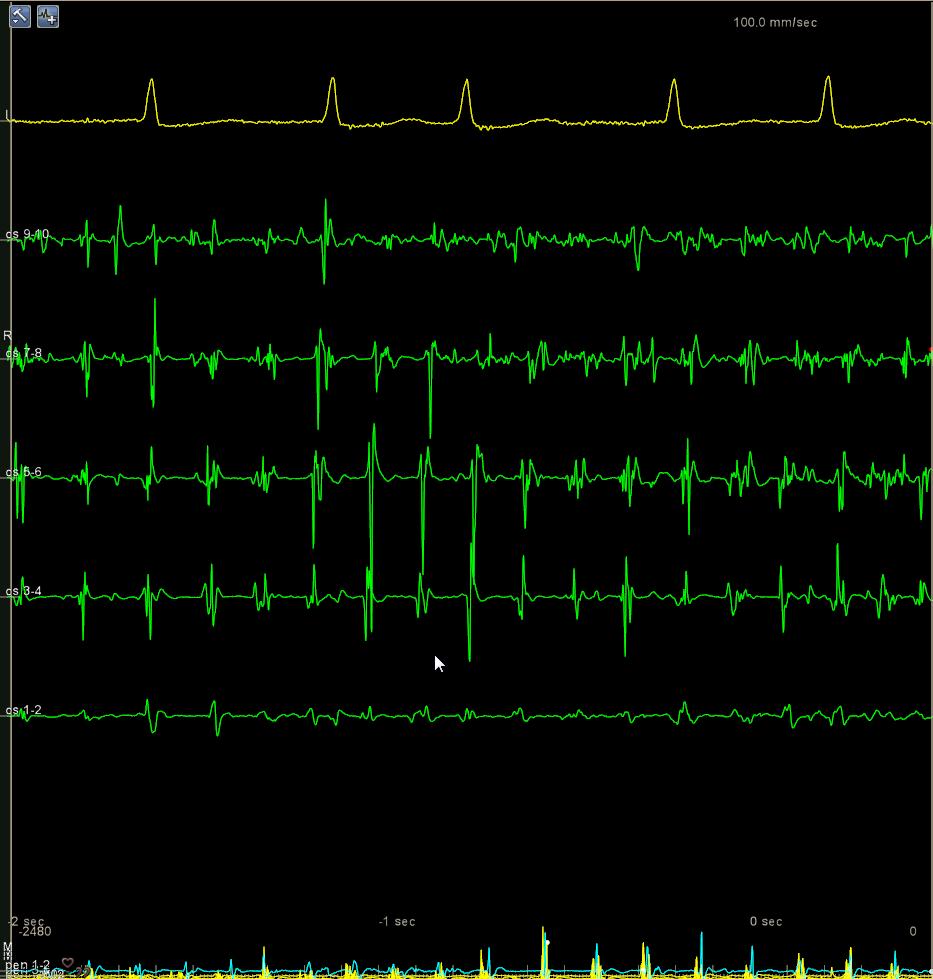 100.0 mm/sec
cs 9-10
R
cs 7-8
cs 5-6
cs 3-4
cs 1-2
-2 sec
-1 sec
0 sec
-2480
0
M
pen 1-2